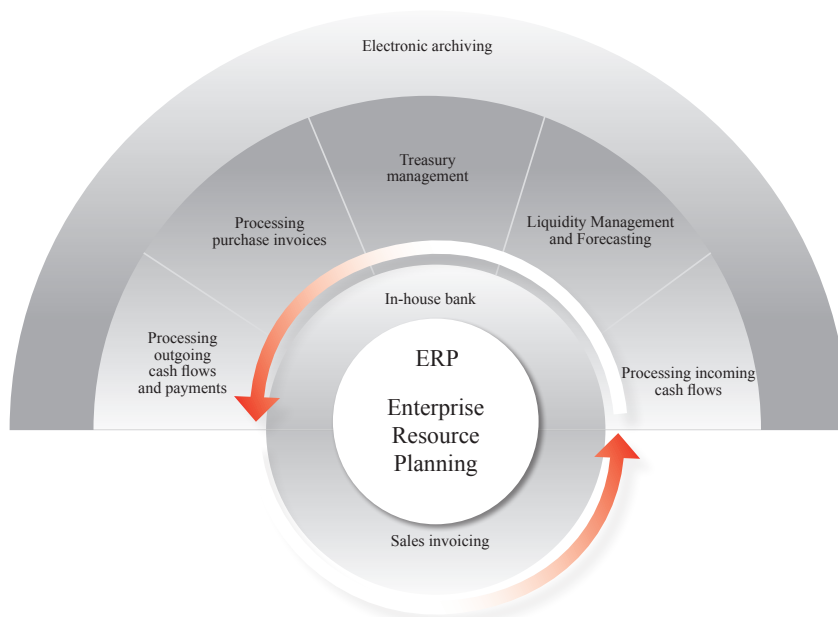 Electronic archiving
Treasury
management
Processing
purchase invoices
Liquidity Management
and Forecasting
In-house bank
Processing
outgoing
cash flows
and payments
ERP
Enterprise
Resource
Planning
Processing incoming
cash flows
Sales invoicing